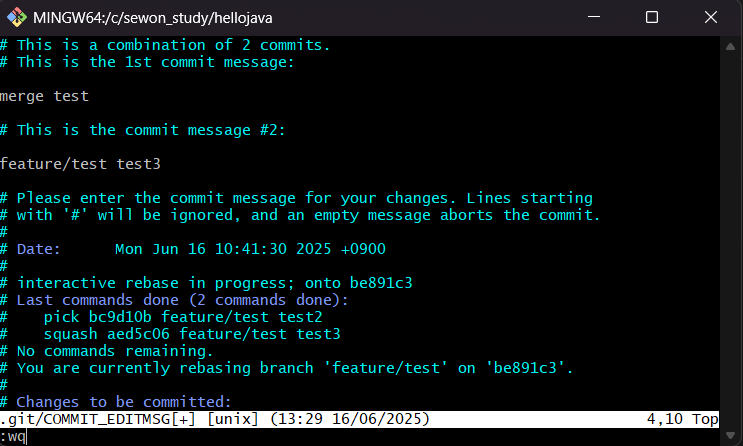 MINGW64:/c/sewon_study/hellojava
# This is a combination of 2 commits.
# This is the 1st commit message:
merge test
# This is the commit message #2:
feature/test test3
# Please enter the commit message for your changes. Lines starting
# with '#' will be ignored, and an empty message aborts the commit.
#
# Date:      Mon Jun 16 10:41:30 2025 +0900
#
# interactive rebase in progress; onto be891c3
# Last commands done (2 commands done):
#    pick bc9d10b feature/test test2
#    squash aed5c06 feature/test test3
# No commands remaining.
# You are currently rebasing branch 'feature/test' on 'be891c3'.
#
# Changes to be committed:
.git/COMMIT_EDITMSG[+] [unix] (13:29 16/06/2025) 4,10 Top
:wq